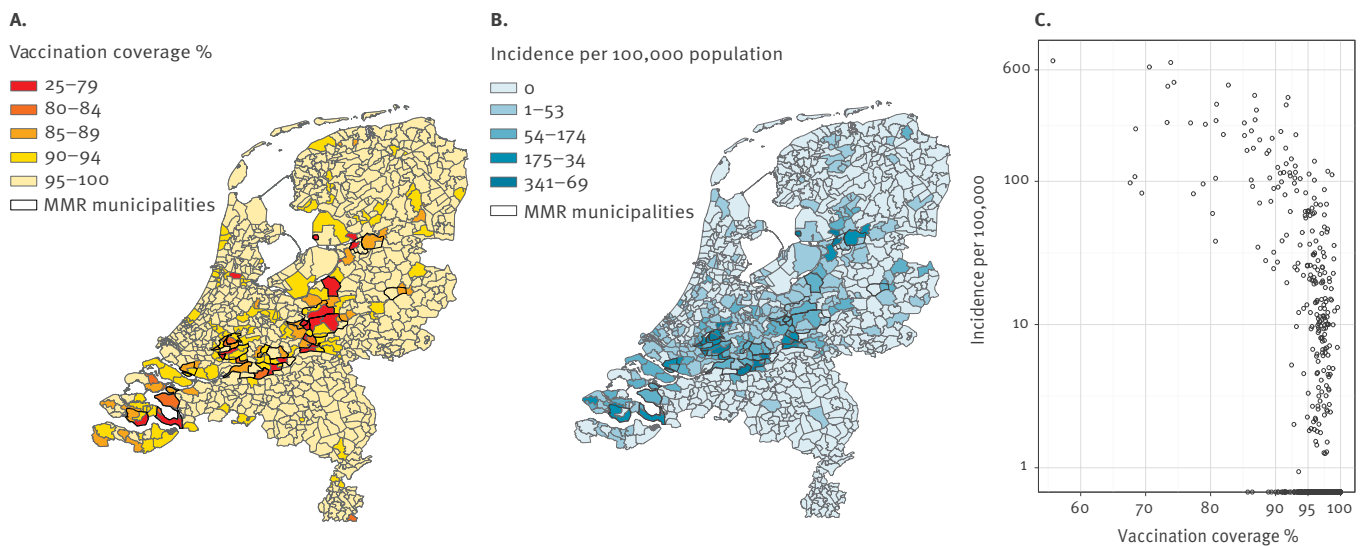 A.
Vaccination coverage %
25–79
80–84
85–89
90–94
95–100
MMR municipalities
B.
Incidence per 100,000 population
0
1–53
54–174
175–34
341–69
MMR municipalities
C.
Incidence per 100,000
600
100
10
1
60
70
80
90
95
100
Vaccination coverage %